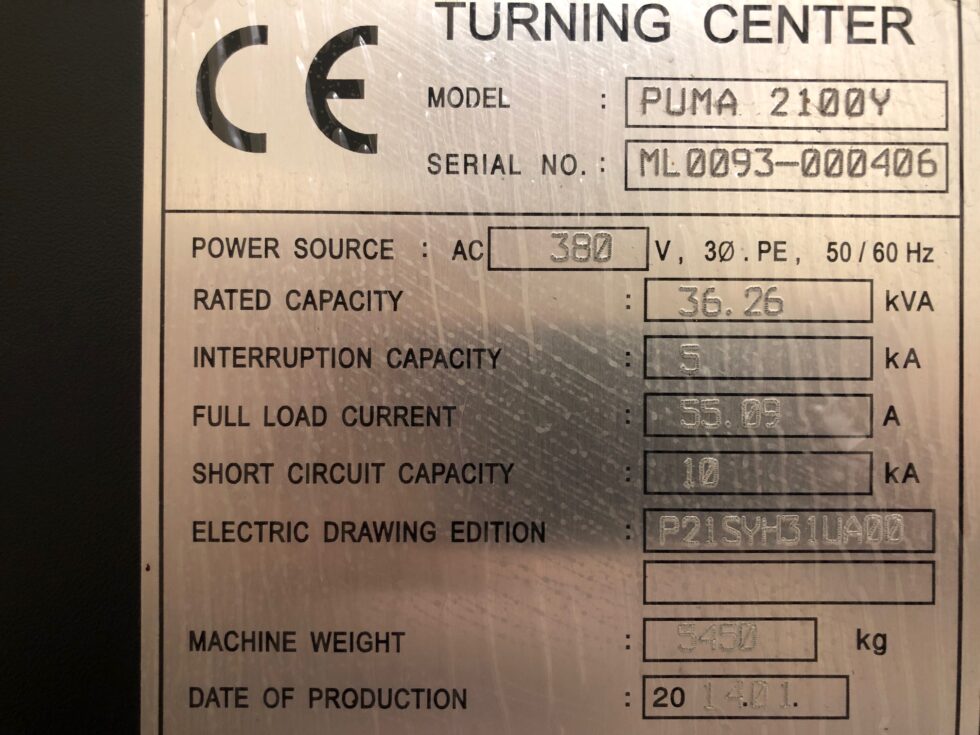 CE
TURNING CENTER
MODEL : PUMA 2100Y
SERIAL NO. : ML0093-000406
POWER SOURCE : AC 380 V, 3Ø.PE, 50/60 Hz
RATED CAPACITY : 36.26 kVA
INTERRUPTION CAPACITY : 5 kA
FULL LOAD CURRENT : 55.09 A
SHORT CIRCUIT CAPACITY : 10 kA
ELECTRIC DRAWING EDITION : P21SYH31UA00
MACHINE WEIGHT : 5450 kg
DATE OF PRODUCTION : 20 14.01.